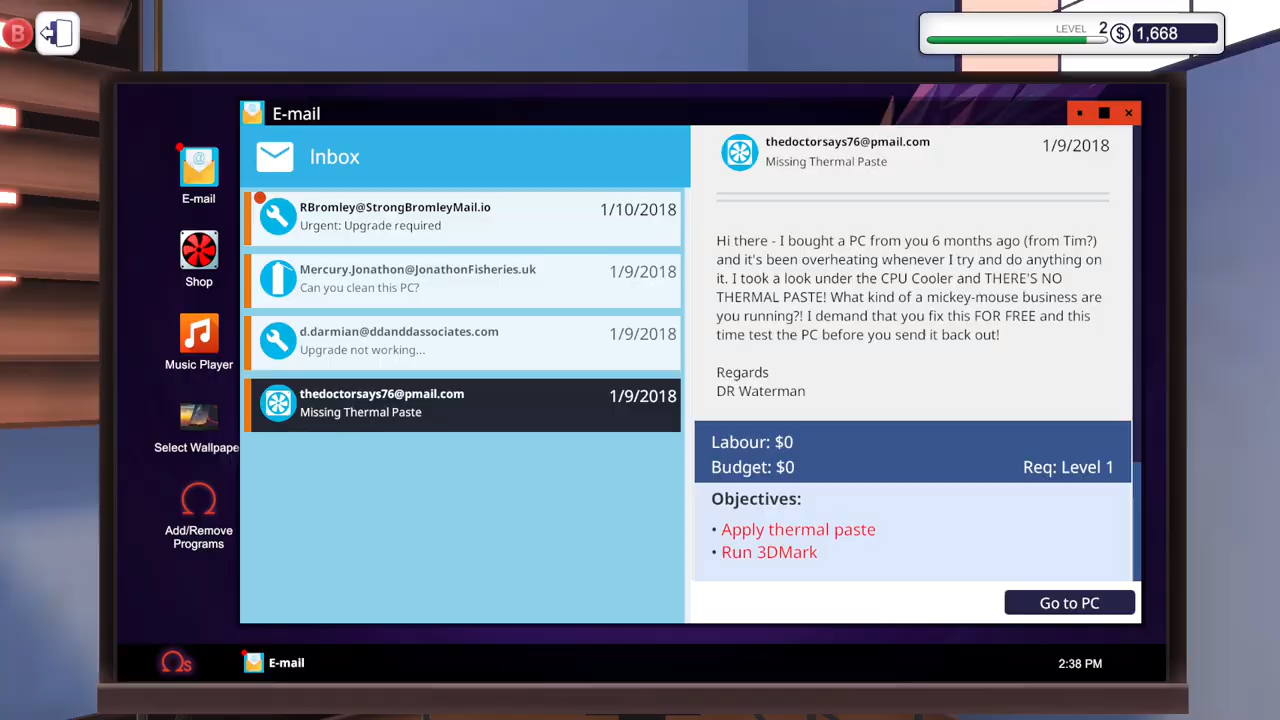 B
LEVEL 2
$ 1,668
E-mail
Inbox
E-mail
Shop
Music Player
Select Wallpape
Add/Remove
Programs
RBromley@StrongBromleyMail.io
1/10/2018
Urgent: Upgrade required
Mercury.Jonathon@JonathonFisheries.uk
1/9/2018
Can you clean this PC?
d.darmian@ddanddassociates.com
1/9/2018
Upgrade not working...
thedoctorsays76@pmail.com
1/9/2018
Missing Thermal Paste
thedoctorsays76@pmail.com
1/9/2018
Missing Thermal Paste
Hi there - I bought a PC from you 6 months ago (from Tim?)
and it's been overheating whenever I try and do anything on
it. I took a look under the CPU Cooler and THERE'S NO
THERMAL PASTE! What kind of a mickey-mouse business are
you running?! I demand that you fix this FOR FREE and this
time test the PC before you send it back out!
Regards
DR Waterman
Labour: $0
Budget: $0
Req: Level 1
Objectives:
• Apply thermal paste
• Run 3DMark
Go to PC
Ωs
E-mail
2:38 PM